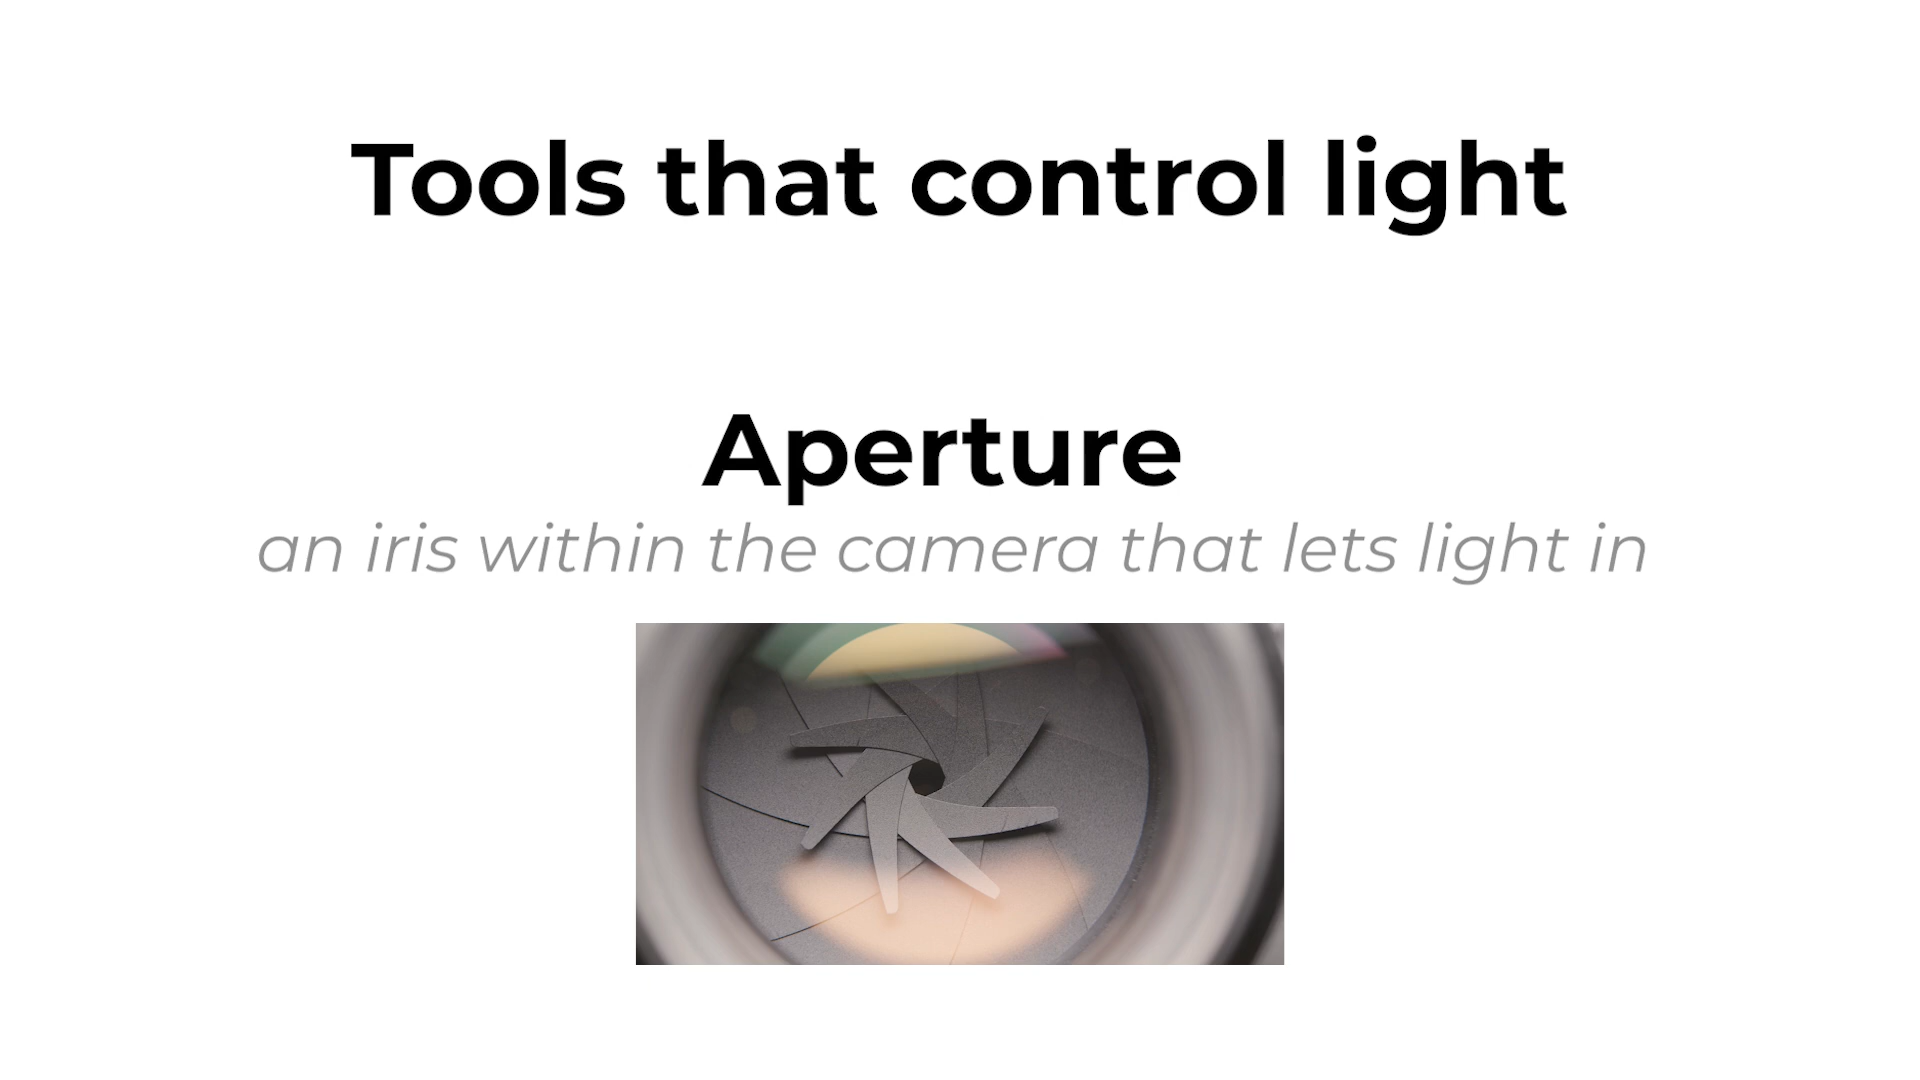 Tools that control light
Aperture
an iris within the camera that lets light in